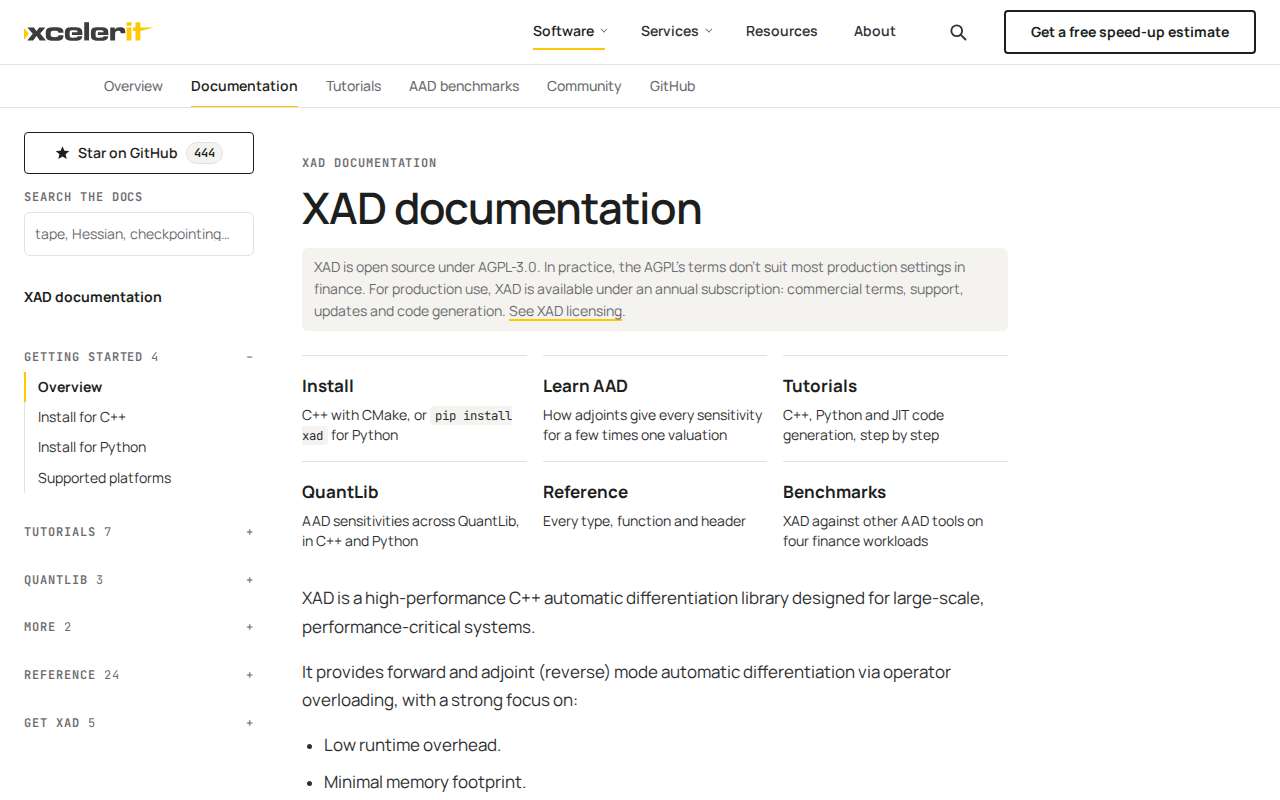 xcelerit
Software
Services
Resources
About
Get a free speed-up estimate
Overview
Documentation
Tutorials
AAD benchmarks
Community
GitHub
Star on GitHub 444
SEARCH THE DOCS
tape, Hessian, checkpointing…
XAD documentation
GETTING STARTED 4 −
Overview
Install for C++
Install for Python
Supported platforms
TUTORIALS 7 +
QUANTLIB 3 +
MORE 2 +
REFERENCE 24 +
GET XAD 5 +
XAD DOCUMENTATION
XAD documentation
XAD is open source under AGPL-3.0. In practice, the AGPL's terms don't suit most production settings in
finance. For production use, XAD is available under an annual subscription: commercial terms, support,
updates and code generation. See XAD licensing.
Install
C++ with CMake, or pip install
xad for Python
Learn AAD
How adjoints give every sensitivity
for a few times one valuation
Tutorials
C++, Python and JIT code
generation, step by step
QuantLib
AAD sensitivities across QuantLib,
in C++ and Python
Reference
Every type, function and header
Benchmarks
XAD against other AAD tools on
four finance workloads
XAD is a high-performance C++ automatic differentiation library designed for large-scale,
performance-critical systems.
It provides forward and adjoint (reverse) mode automatic differentiation via operator
overloading, with a strong focus on:
• Low runtime overhead.
• Minimal memory footprint.